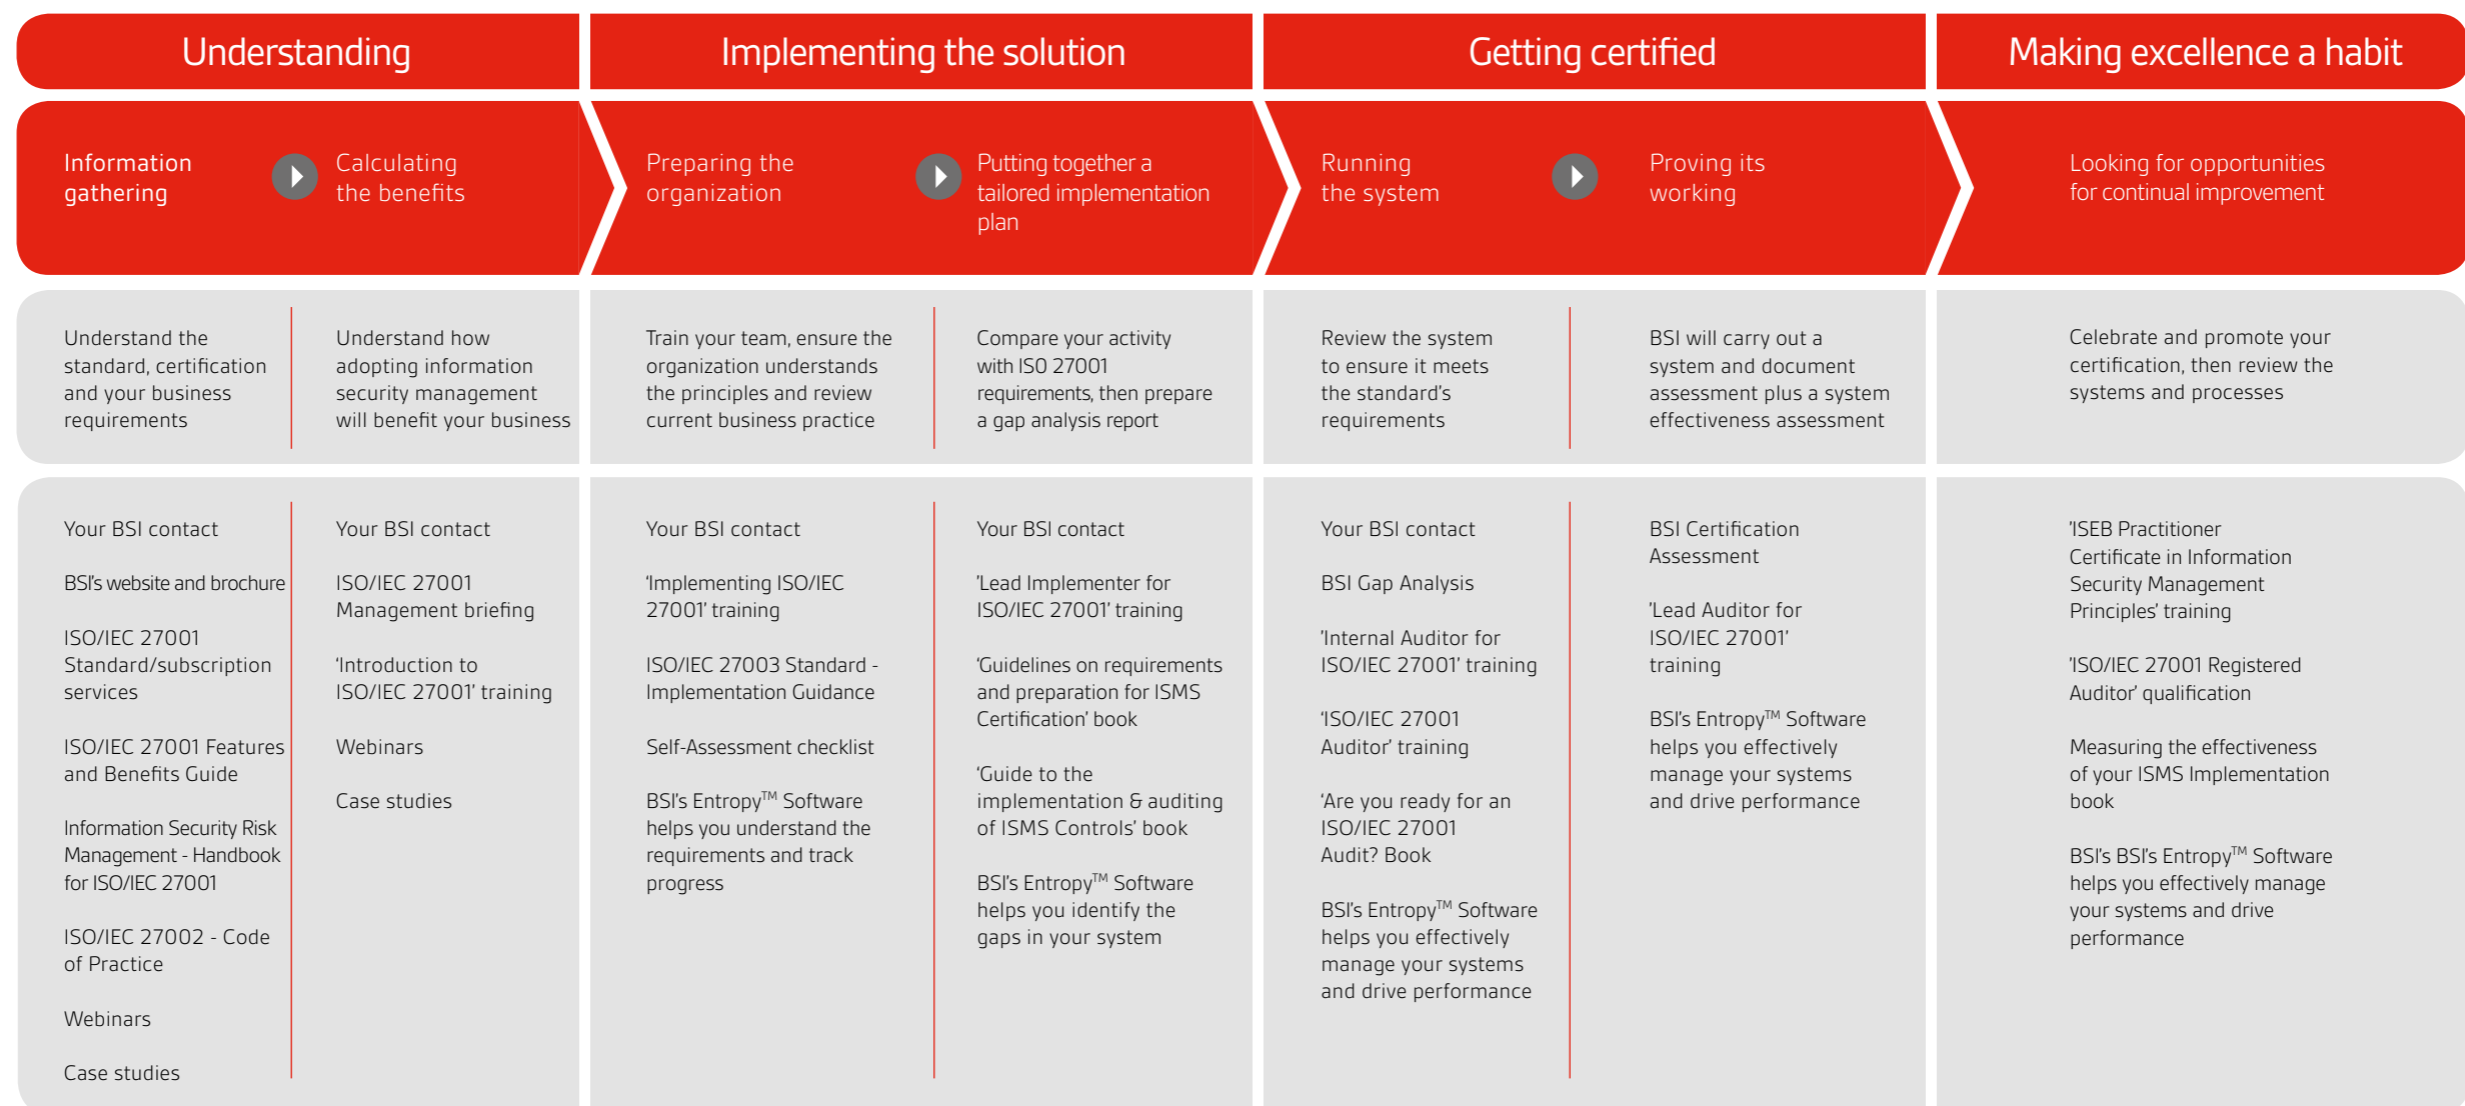 Understanding
Implementing the solution
Getting certified
Making excellence a habit
Information
gathering
Calculating
the benefits
Preparing the
organization
Putting together a
tailored implementation
plan
Running
the system
Proving its
working
Looking for opportunities
for continual improvement
Understand the
standard, certification
and your business
requirements
Understand how
adopting information
security management
will benefit your business
Train your team, ensure the
organization understands
the principles and review
current business practice
Compare your activity
with ISO 27001
requirements, then prepare
a gap analysis report
Review the system
to ensure it meets
the standard's
requirements
BSI will carry out a
system and document
assessment plus a system
effectiveness assessment
Celebrate and promote your
certification, then review the
systems and processes
Your BSI contact
BSI's website and brochure
ISO/IEC 27001
Standard/subscription
services
ISO/IEC 27001 Features
and Benefits Guide
Information Security Risk
Management - Handbook
for ISO/IEC 27001
ISO/IEC 27002 - Code
of Practice
Webinars
Case studies
Your BSI contact
ISO/IEC 27001
Management briefing
‘Introduction to
ISO/IEC 27001’ training
Webinars
Case studies
Your BSI contact
‘Implementing ISO/IEC
27001’ training
ISO/IEC 27003 Standard -
Implementation Guidance
Self-Assessment checklist
BSI's Entropy™ Software
helps you understand the
requirements and track
progress
Your BSI contact
'Lead Implementer for
ISO/IEC 27001’ training
‘Guidelines on requirements
and preparation for ISMS
Certification’ book
‘Guide to the
implementation & auditing
of ISMS Controls’ book
BSI's Entropy™ Software
helps you identify the
gaps in your system
Your BSI contact
BSI Gap Analysis
'Internal Auditor for
ISO/IEC 27001’ training
‘ISO/IEC 27001
Auditor’ training
‘Are you ready for an
ISO/IEC 27001
Audit? Book
BSI's Entropy™ Software
helps you effectively
manage your systems
and drive performance
BSI Certification
Assessment
'Lead Auditor for
ISO/IEC 27001’
training
BSI's Entropy™ Software
helps you effectively
manage your systems
and drive performance
'ISEB Practitioner
Certificate in Information
Security Management
Principles’ training
'ISO/IEC 27001 Registered
Auditor’ qualification
Measuring the effectiveness
of your ISMS Implementation
book
BSI's BSI's Entropy™ Software
helps you effectively manage
your systems and drive
performance